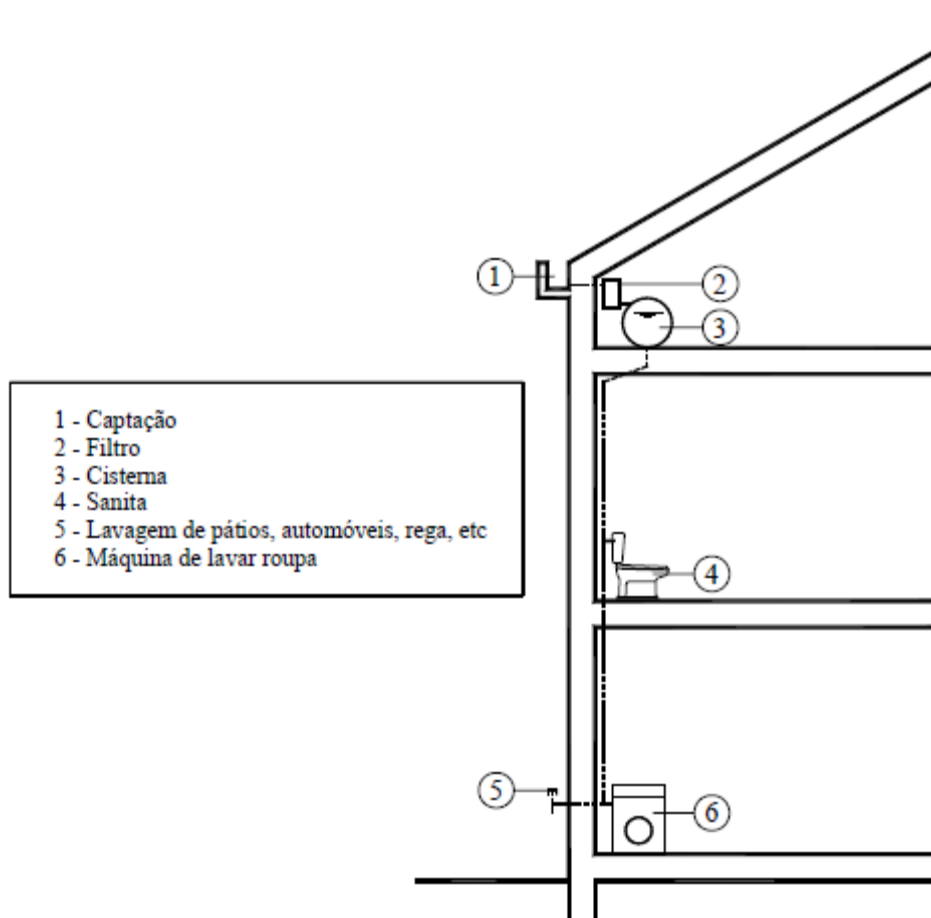 1
2
3
1 - Captação
2 - Filtro
3 - Cisterna
4 - Sanita
5 - Lavagem de pátios, automóveis, rega, etc
6 - Máquina de lavar roupa
4
5
6